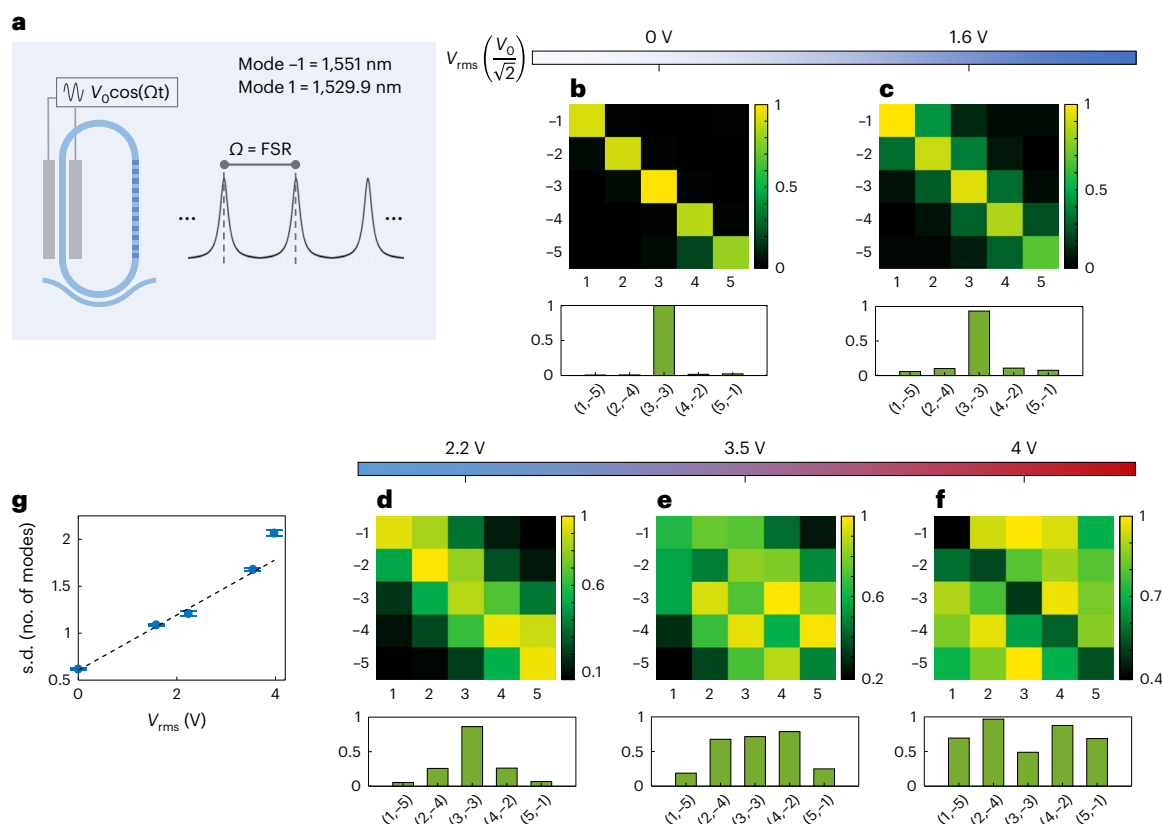 a
Mode –1 = 1,551 nm
Mode 1 = 1,529.9 nm
V0cos(Ωt)
Ω = FSR
... ...
Vrms (V0/√2)
0 V 1.6 V
b
–1
–2
–3
–4
–5
1 2 3 4 5
1
0.5
0
1
0.5
0
(1,–5) (2,–4) (3,–3) (4,–2) (5,–1)
c
–1
–2
–3
–4
–5
1 2 3 4 5
1
0.5
0
1
0.5
0
(1,–5) (2,–4) (3,–3) (4,–2) (5,–1)
2.2 V 3.5 V 4 V
g
s.d. (no. of modes)
2
1.5
1
0.5
0 2 4
Vrms (V)
d
–1
–2
–3
–4
–5
1 2 3 4 5
1
0.6
0.1
1
0.5
0
(1,–5) (2,–4) (3,–3) (4,–2) (5,–1)
e
–1
–2
–3
–4
–5
1 2 3 4 5
1
0.6
0.2
1
0.5
0
(1,–5) (2,–4) (3,–3) (4,–2) (5,–1)
f
–1
–2
–3
–4
–5
1 2 3 4 5
1
0.7
0.4
1
0.5
0
(1,–5) (2,–4) (3,–3) (4,–2) (5,–1)